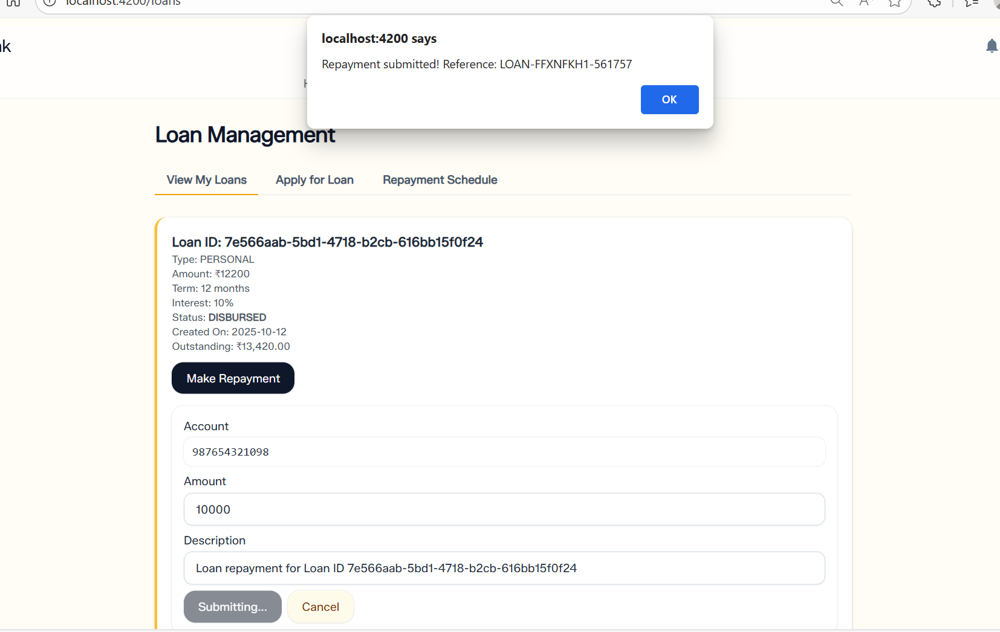 localhost:4200/loans
localhost:4200 says
Repayment submitted! Reference: LOAN-FFXNFKH1-561757
OK
Loan Management
View My Loans
Apply for Loan
Repayment Schedule
Loan ID: 7e566aab-5bd1-4718-b2cb-616bb15f0f24
Type: PERSONAL
Amount: ₹12200
Term: 12 months
Interest: 10%
Status: DISBURSED
Created On: 2025-10-12
Outstanding: ₹13,420.00
Make Repayment
Account
987654321098
Amount
10000
Description
Loan repayment for Loan ID 7e566aab-5bd1-4718-b2cb-616bb15f0f24
Submitting...
Cancel